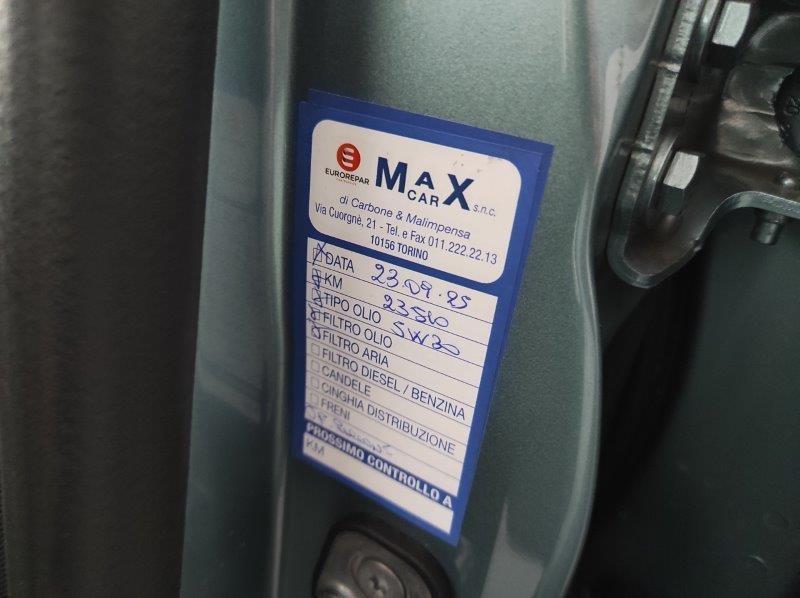 EUROREPAR
MAX
CAR s.n.c.
di Carbone & Malimpensa
Via Cuorgnè, 21 - Tel. e Fax 011.222.22.13
10156 TORINO
DATA 23.09.25
KM 23510
TIPO OLIO 5W30
FILTRO OLIO
FILTRO ARIA
FILTRO DIESEL / BENZINA
CANDELE
CINGHIA DISTRIBUZIONE
FRENI
PROSSIMO CONTROLLO A
KM